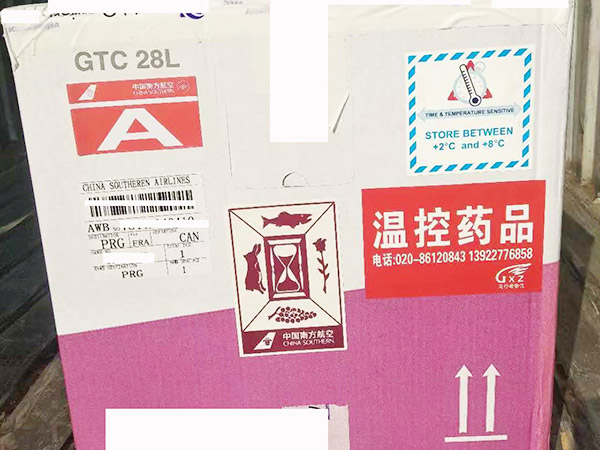 GTC 28L
中国南方航空
CHINA SOUTHERN
A
CHINA SOUTHEREN AIRLINES
AWB NO.
PRG ERA CAN
1
PRG 1
中国南方航空
CHINA SOUTHERN
TIME & TEMPERATURE SENSITIVE
STORE BETWEEN
+2°C and +8°C
温控药品
电话:020-86120843 13922776858
GXZ